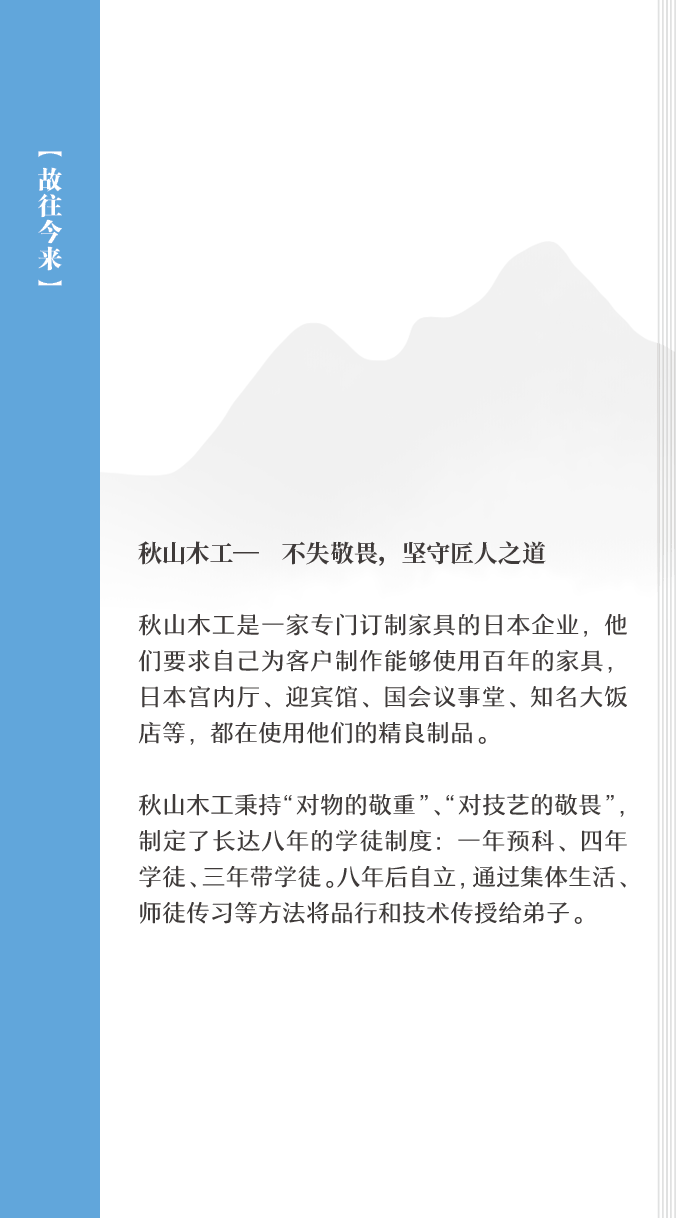 【故往今来】
秋山木工—　不失敬畏，坚守匠人之道
秋山木工是一家专门订制家具的日本企业，他
们要求自己为客户制作能够使用百年的家具，
日本宫内厅、迎宾馆、国会议事堂、知名大饭
店等，都在使用他们的精良制品。
秋山木工秉持“对物的敬重”、“对技艺的敬畏”，
制定了长达八年的学徒制度：一年预科、四年
学徒、三年带学徒。八年后自立，通过集体生活、
师徒传习等方法将品行和技术传授给弟子。